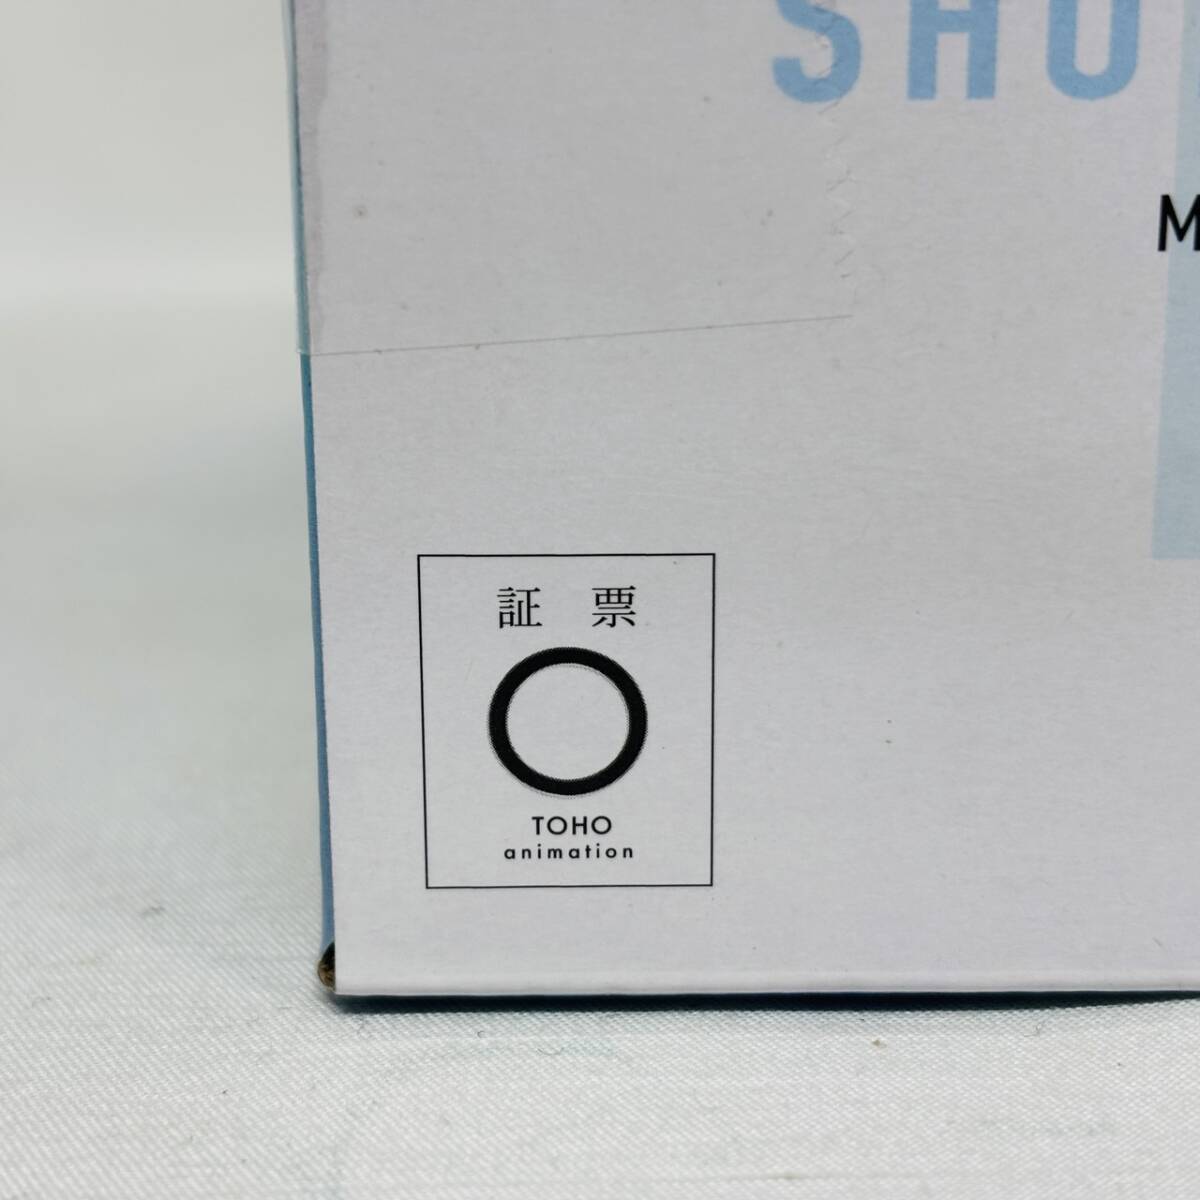 SHO
M
証 票
TOHO
animation